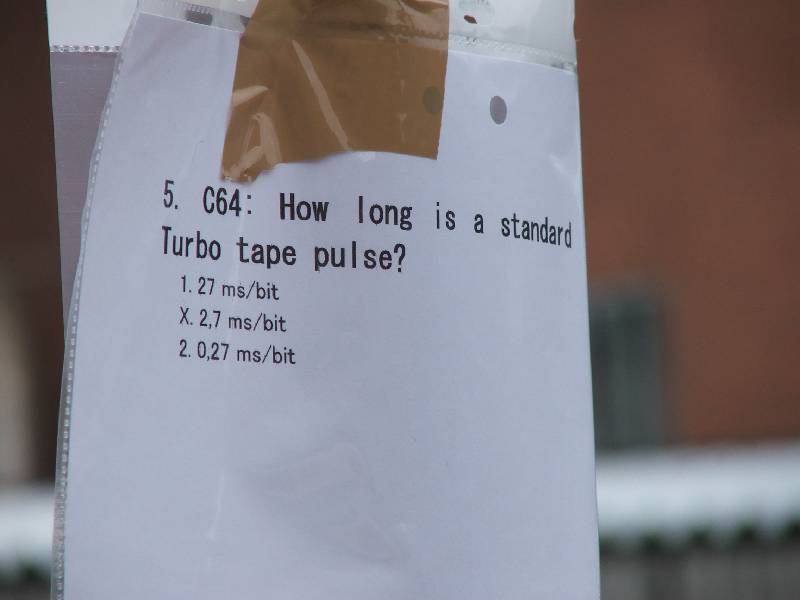 5. C64: How long is a standard
Turbo tape pulse?
1. 27 ms/bit
X. 2,7 ms/bit
2. 0,27 ms/bit